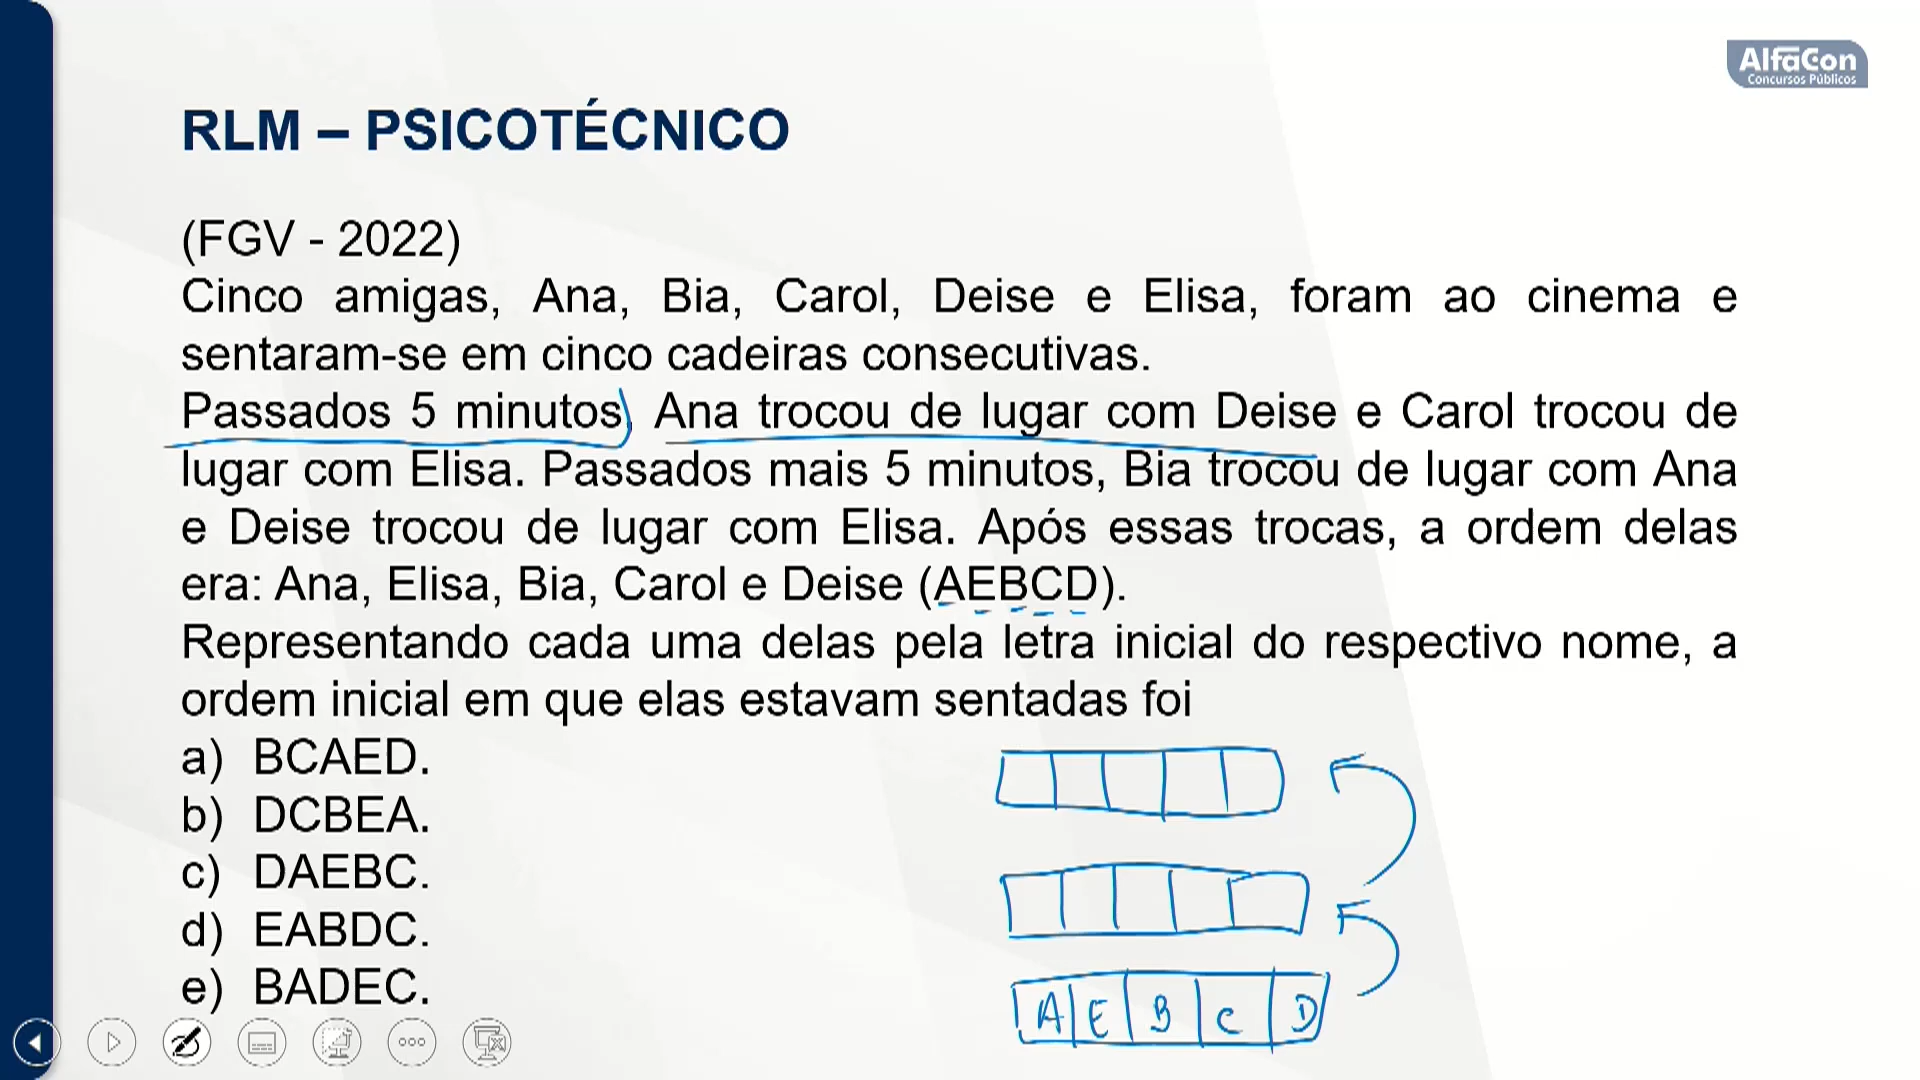 AlfaCon
Concursos Públicos
RLM – PSICOTÉCNICO
(FGV - 2022)
Cinco amigas, Ana, Bia, Carol, Deise e Elisa, foram ao cinema e
sentaram-se em cinco cadeiras consecutivas.
Passados 5 minutos, Ana trocou de lugar com Deise e Carol trocou de
lugar com Elisa. Passados mais 5 minutos, Bia trocou de lugar com Ana
e Deise trocou de lugar com Elisa. Após essas trocas, a ordem delas
era: Ana, Elisa, Bia, Carol e Deise (AEBCD).
Representando cada uma delas pela letra inicial do respectivo nome, a
ordem inicial em que elas estavam sentadas foi
a) BCAED.
b) DCBEA.
c) DAEBC.
d) EABDC.
e) BADEC.
A E B C D